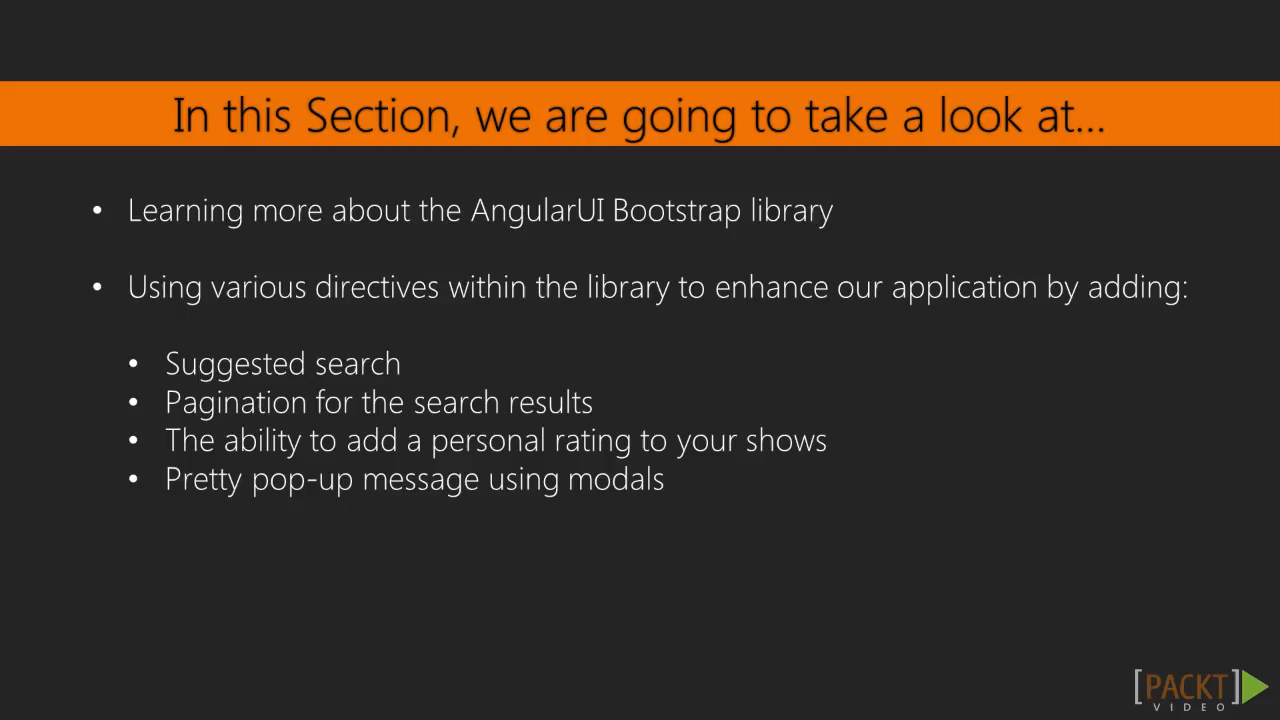 In this Section, we are going to take a look at...
• Learning more about the AngularUI Bootstrap library
• Using various directives within the library to enhance our application by adding:
• Suggested search
• Pagination for the search results
• The ability to add a personal rating to your shows
• Pretty pop-up message using modals
[PACKT]
VIDEO